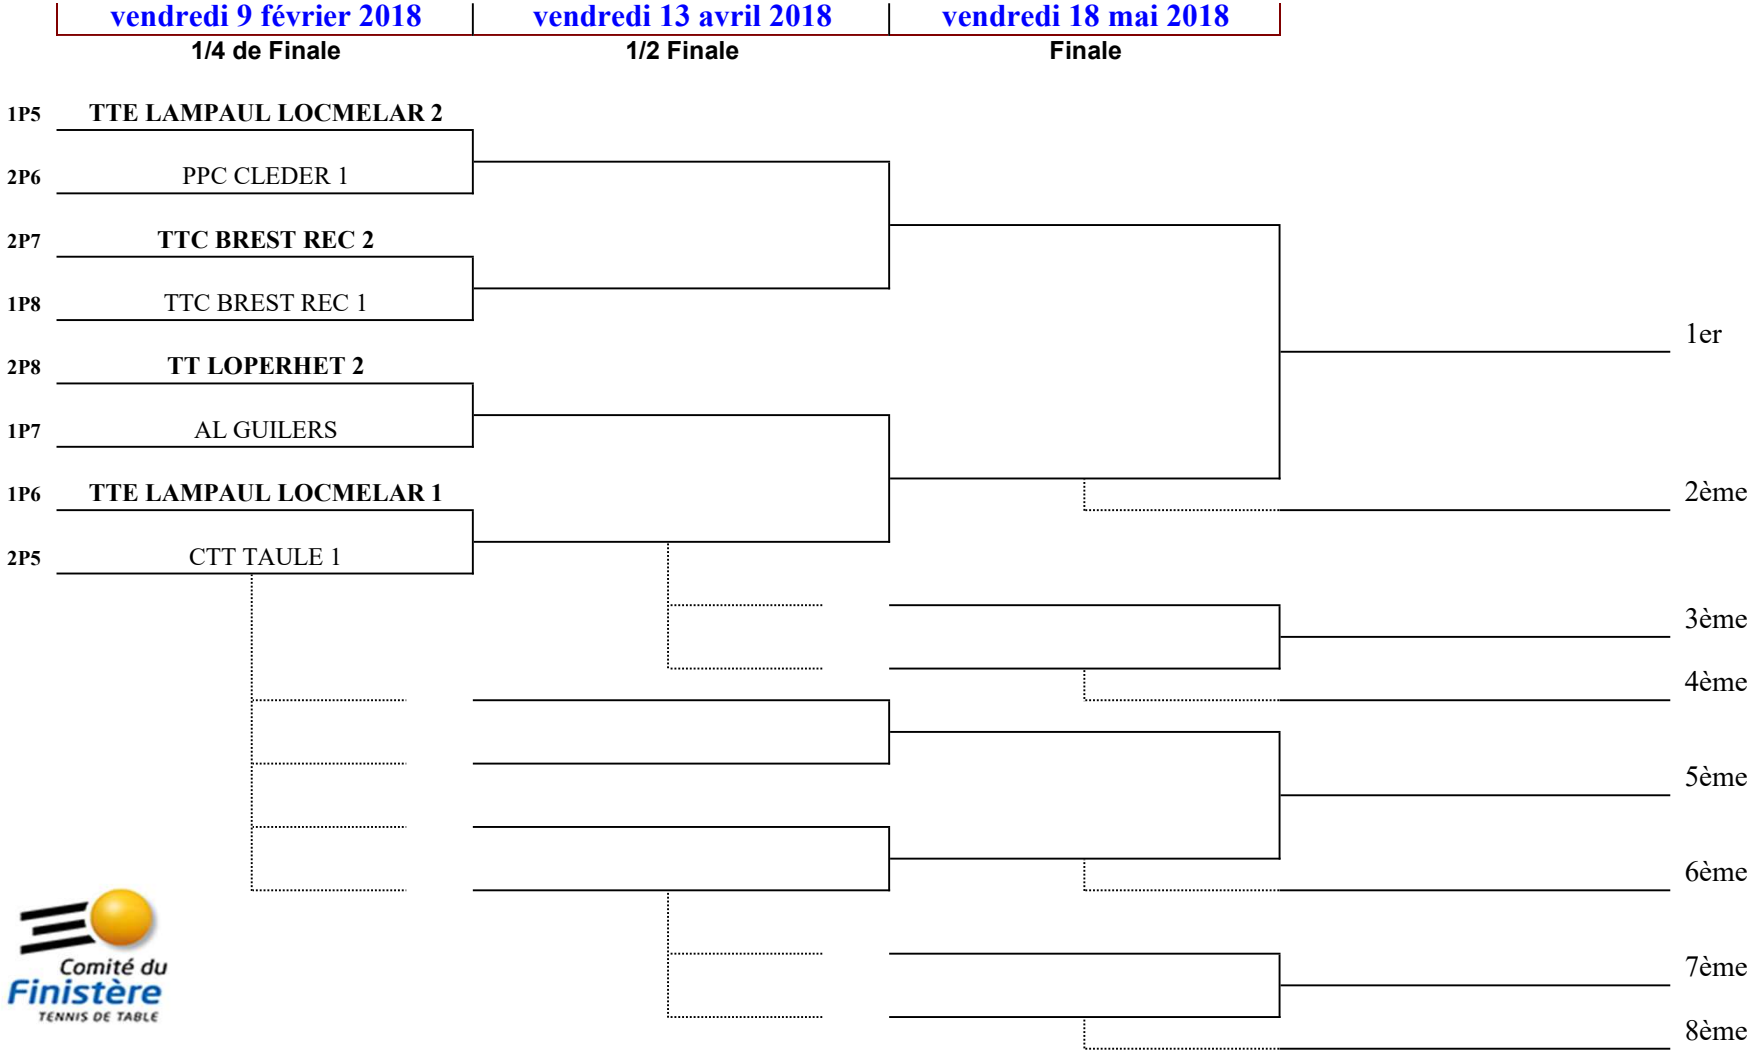 vendredi 9 février 2018 vendredi 13 avril 2018 vendredi 18 mai 2018
1/4 de Finale 1/2 Finale Finale
1P5 TTE LAMPAUL LOCMELAR 2
2P6 PPC CLEDER 1
2P7 TTC BREST REC 2
1P8 TTC BREST REC 1
1er
2P8 TT LOPERHET 2
1P7 AL GUILERS
1P6 TTE LAMPAUL LOCMELAR 1
2ème
2P5 CTT TAULE 1
3ème
4ème
5ème
6ème
7ème
8ème
Comité du
Finistère
TENNIS DE TABLE